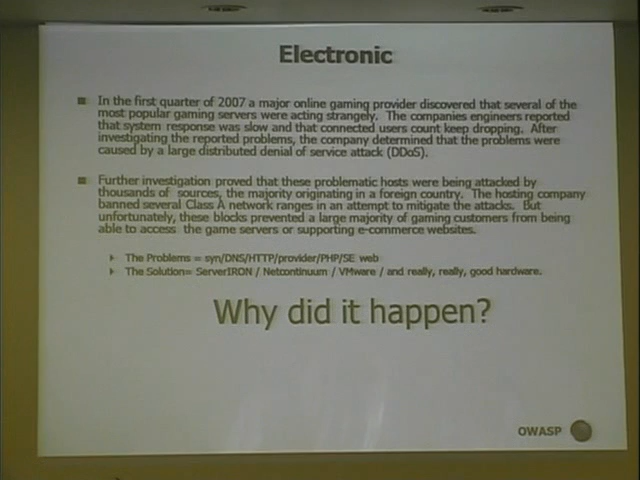 Electronic
In the first quarter of 2007 a major online gaming provider discovered that several of the
most popular gaming servers were acting strangely. The companies engineers reported
that system response was slow and that connected users count keep dropping. After
investigating the reported problems, the company determined that the problems were
caused by a large distributed denial of service attack (DDoS).
Further investigation proved that these problematic hosts were being attacked by
thousands of sources, the majority originating in a foreign country. The hosting company
banned several Class A network ranges in an attempt to mitigate the attacks. But
unfortunately, these blocks prevented a large majority of gaming customers from being
able to access the game servers or supporting e-commerce websites.
The Problems = syn/DNS/HTTP/provider/PHP/SE web
The Solution= ServerIRON / Netcontinuum / VMware / and really, really, good hardware.
Why did it happen?
OWASP